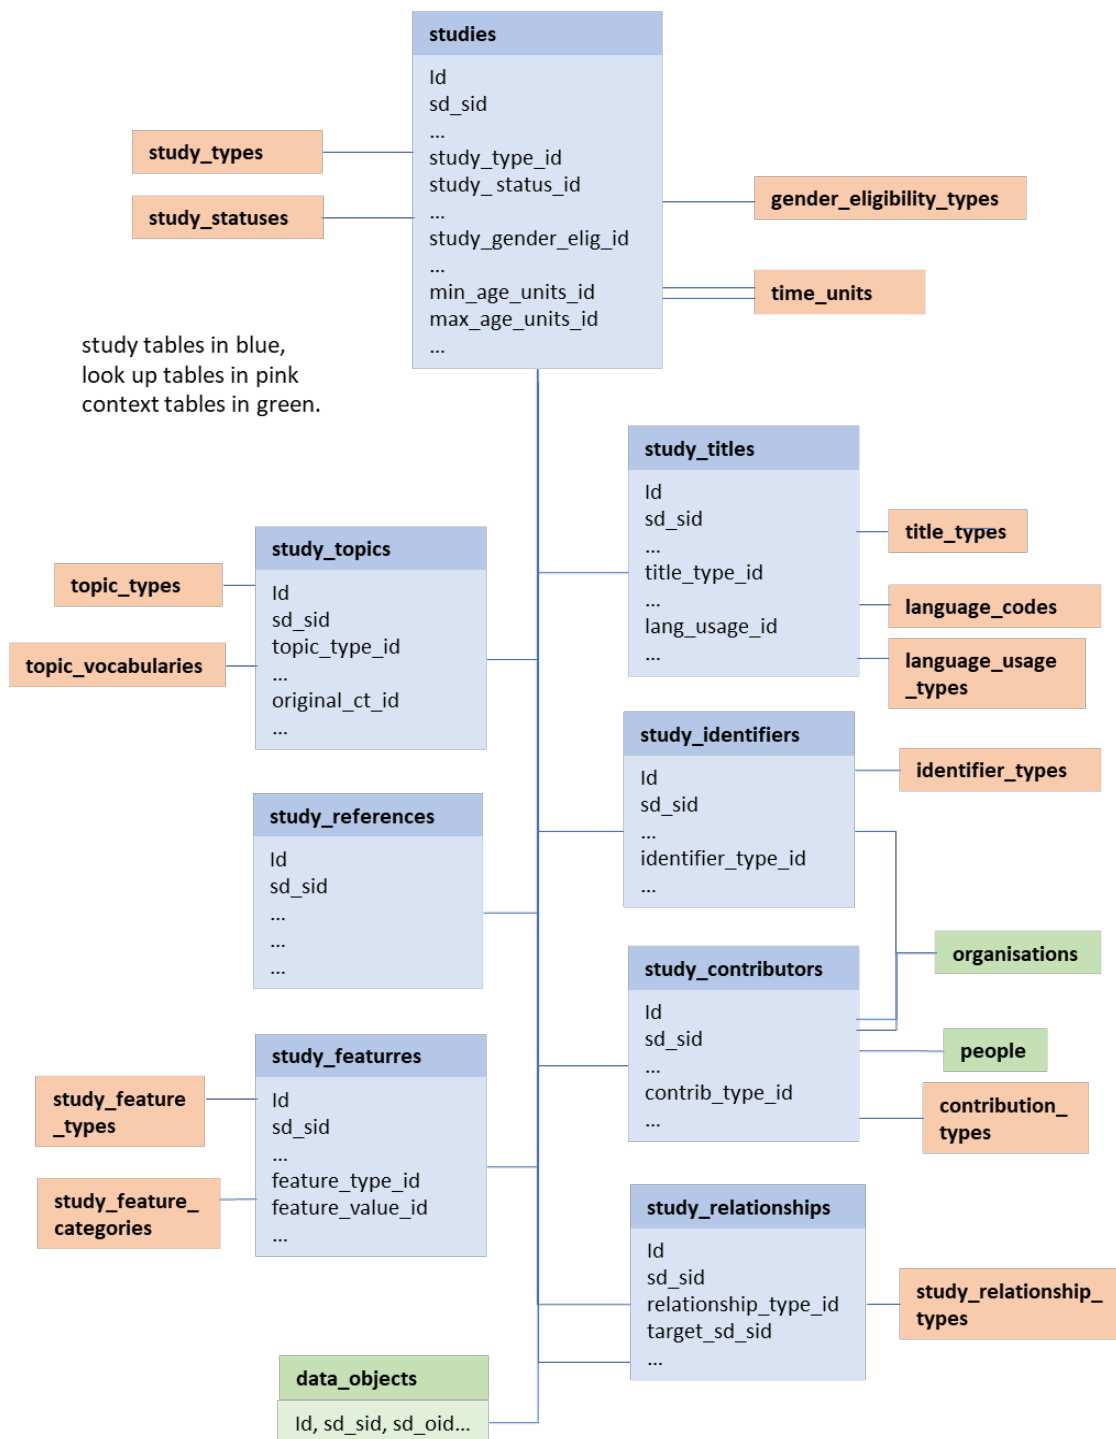 studies
Id
sd_sid
...
study_type_id
study_ status_id
...
study_gender_elig_id
...
min_age_units_id
max_age_units_id
...
study_types
study_statuses
gender_eligibility_types
time_units
study tables in blue,
look up tables in pink
context tables in green.
study_titles
Id
sd_sid
...
title_type_id
...
lang_usage_id
...
title_types
language_codes
language_usage
_types
study_topics
Id
sd_sid
topic_type_id
...
original_ct_id
...
topic_types
topic_vocabularies
study_identifiers
Id
sd_sid
...
identifier_type_id
...
identifier_types
study_references
Id
sd_sid
...
...
...
organisations
study_contributors
Id
sd_sid
...
contrib_type_id
...
people
contribution_
types
study_featurres
Id
sd_sid
...
feature_type_id
feature_value_id
...
study_feature
_types
study_feature_
categories
study_relationships
Id
sd_sid
relationship_type_id
target_sd_sid
...
study_relationship_
types
data_objects
Id, sd_sid, sd_oid...